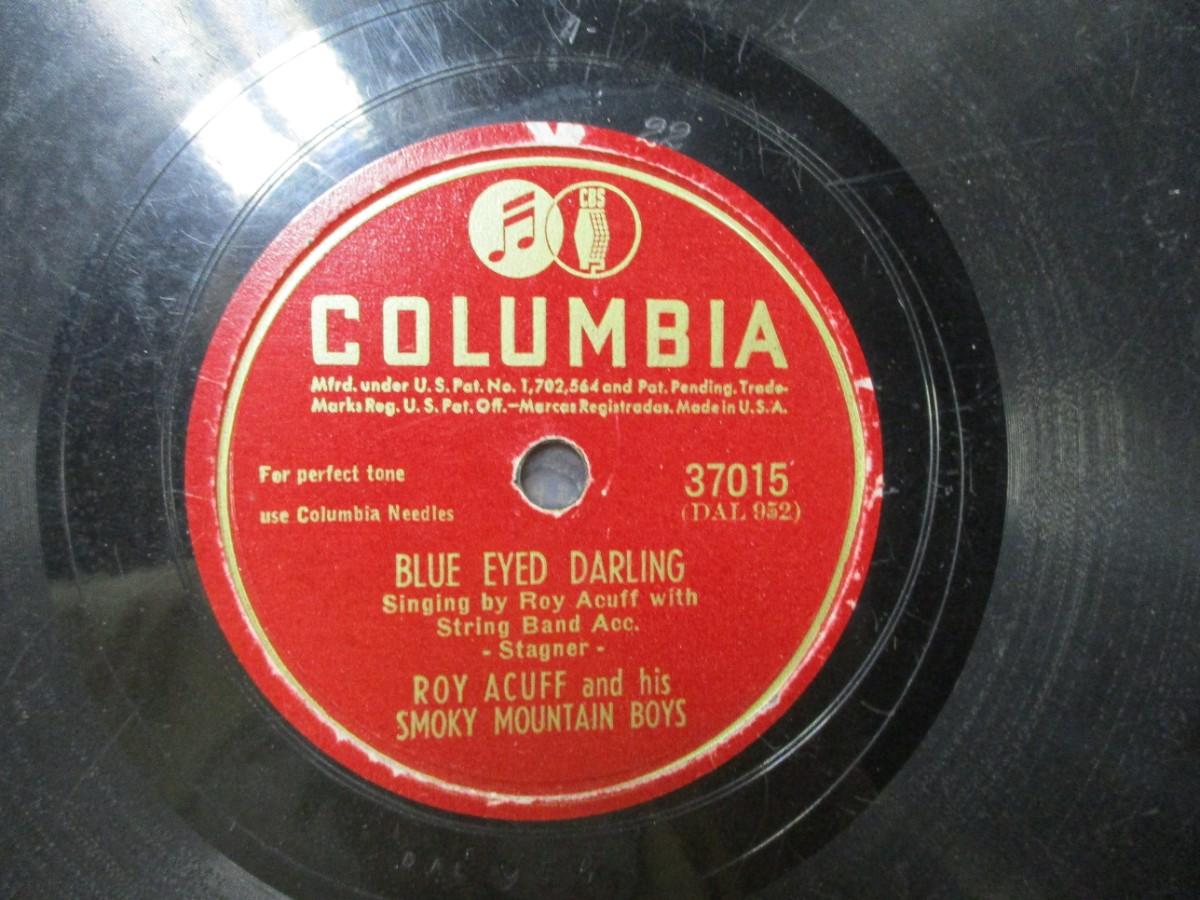 22
CBS
COLUMBIA
Mfrd. under U. S. Pat. No. 1,702,564 and Pat. Pending. Trade-
Marks Reg. U. S. Pat. Off.—Marcas Registradas. Made in U. S. A.
For perfect tone
use Columbia Needles
37015
(DAL 952)
BLUE EYED DARLING
Singing by Roy Acuff with
String Band Acc.
- Stagner -
ROY ACUFF and his
SMOKY MOUNTAIN BOYS